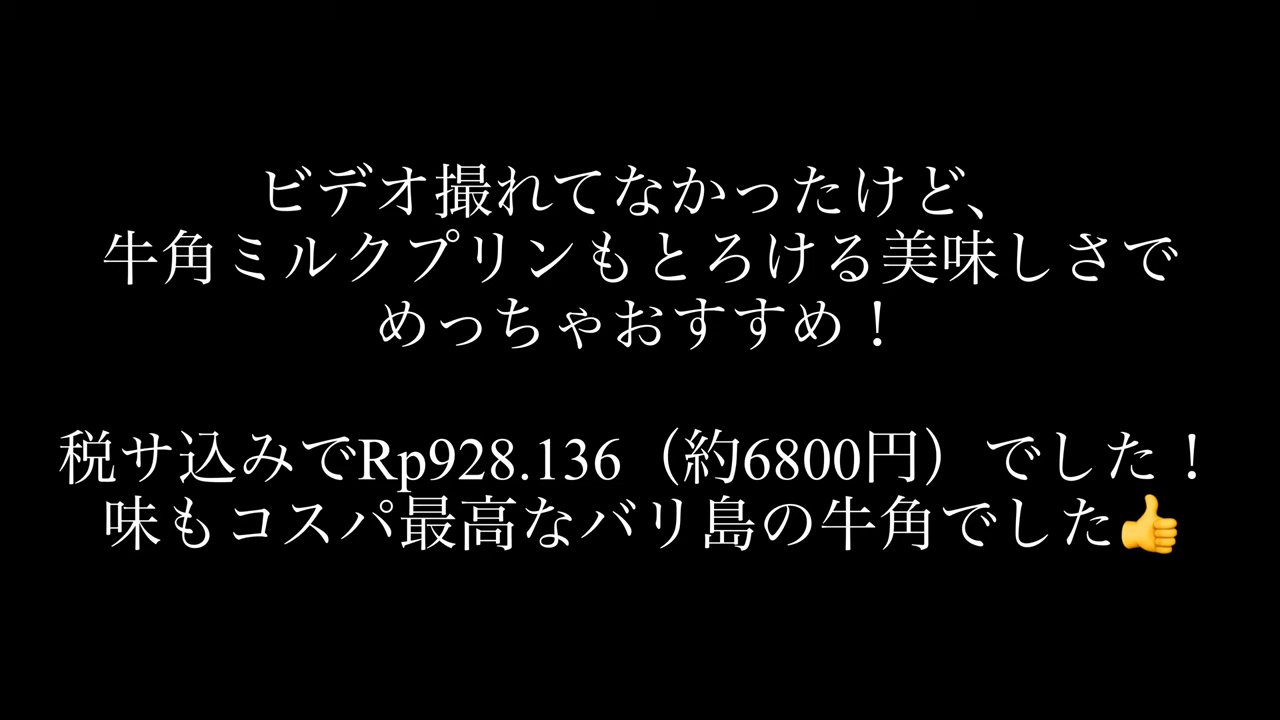 ビデオ撮れてなかったけど、
牛角ミルクプリンもとろける美味しさで
めっちゃおすすめ！
税サ込みでRp928.136（約6800円）でした！
味もコスパ最高なバリ島の牛角でした👍